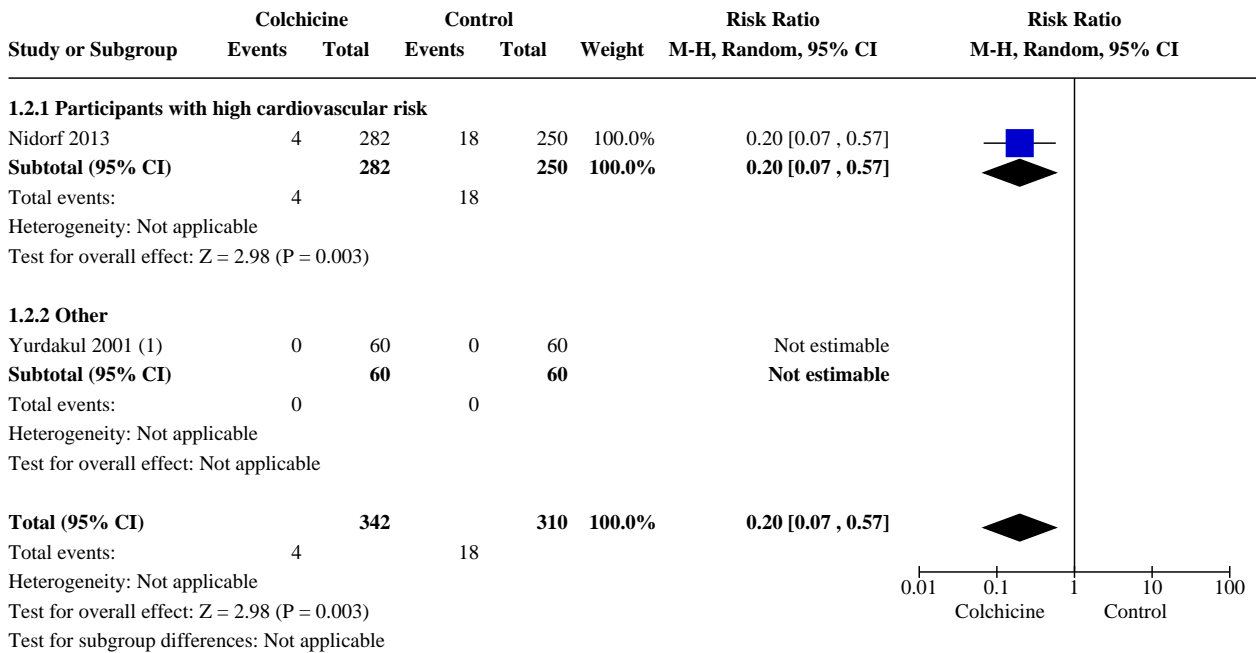 Colchicine Control Risk Ratio Risk Ratio
Study or Subgroup Events Total Events Total Weight M-H, Random, 95% CI M-H, Random, 95% CI
1.2.1 Participants with high cardiovascular risk
Nidorf 2013 4 282 18 250 100.0% 0.20 [0.07 , 0.57]
Subtotal (95% CI) 282 250 100.0% 0.20 [0.07 , 0.57]
Total events: 4 18
Heterogeneity: Not applicable
Test for overall effect: Z = 2.98 (P = 0.003)
1.2.2 Other
Yurdakul 2001 (1) 0 60 0 60 Not estimable
Subtotal (95% CI) 60 60 Not estimable
Total events: 0 0
Heterogeneity: Not applicable
Test for overall effect: Not applicable
Total (95% CI) 342 310 100.0% 0.20 [0.07 , 0.57]
Total events: 4 18
Heterogeneity: Not applicable 0.01 0.1 1 10 100
Test for overall effect: Z = 2.98 (P = 0.003) Colchicine Control
Test for subgroup differences: Not applicable